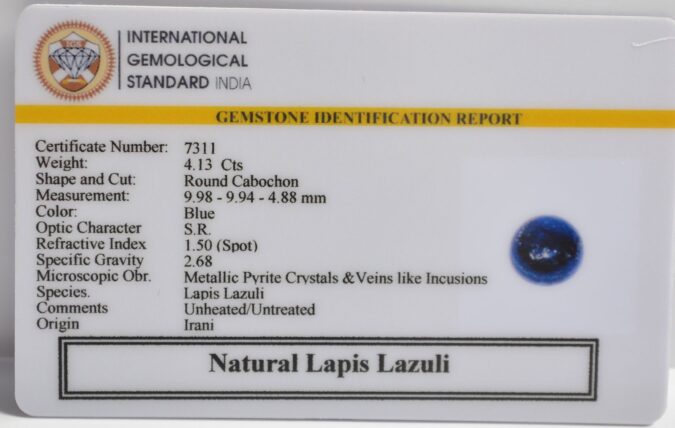 INTERNATIONAL
GEMOLOGICAL
STANDARD INDIA
GEMSTONE IDENTIFICATION REPORT
Certificate Number: 7311
Weight: 4.13 Cts
Shape and Cut: Round Cabochon
Measurement: 9.98 - 9.94 - 4.88 mm
Color: Blue
Optic Character S.R.
Refractive Index 1.50 (Spot)
Specific Gravity 2.68
Microscopic Obr. Metallic Pyrite Crystals &Veins like Incusions
Species. Lapis Lazuli
Comments Unheated/Untreated
Origin Irani
Natural Lapis Lazuli